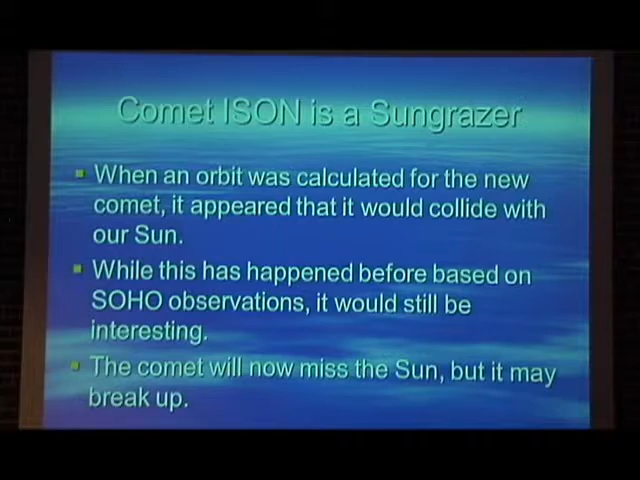 Comet ISON is a Sungrazer
When an orbit was calculated for the new
comet, it appeared that it would collide with
our Sun.
While this has happened before based on
SOHO observations, it would still be
interesting.
The comet will now miss the Sun, but it may
break up.